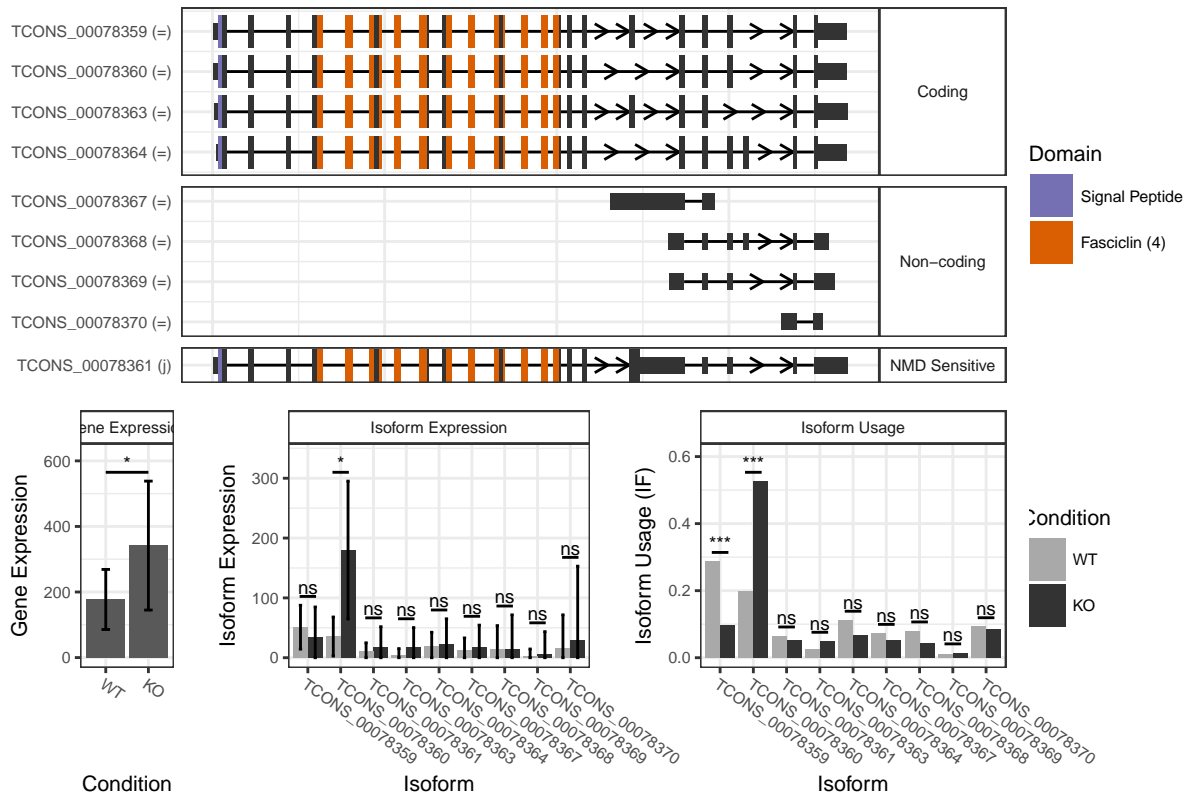 TCONS_00078359 (=)
TCONS_00078360 (=)
TCONS_00078363 (=)
TCONS_00078364 (=)
Coding
TCONS_00078367 (=)
TCONS_00078368 (=)
TCONS_00078369 (=)
TCONS_00078370 (=)
Non−coding
TCONS_00078361 (j)
NMD Sensitive
Domain
Signal Peptide
Fasciclin (4)
ene Expressio
Gene Expression
600
400
200
0
*
WT
KO
Condition
Isoform Expression
Isoform Expression
300
200
100
0
ns
*
ns
ns
ns
ns
ns
ns
ns
TCONS_00078359
TCONS_00078360
TCONS_00078361
TCONS_00078363
TCONS_00078364
TCONS_00078367
TCONS_00078368
TCONS_00078369
TCONS_00078370
Isoform
Isoform Usage
Isoform Usage (IF)
0.6
0.4
0.2
0.0
***
***
ns
ns
ns
ns
ns
ns
ns
TCONS_00078359
TCONS_00078360
TCONS_00078361
TCONS_00078363
TCONS_00078364
TCONS_00078367
TCONS_00078368
TCONS_00078369
TCONS_00078370
Isoform
Condition
WT
KO